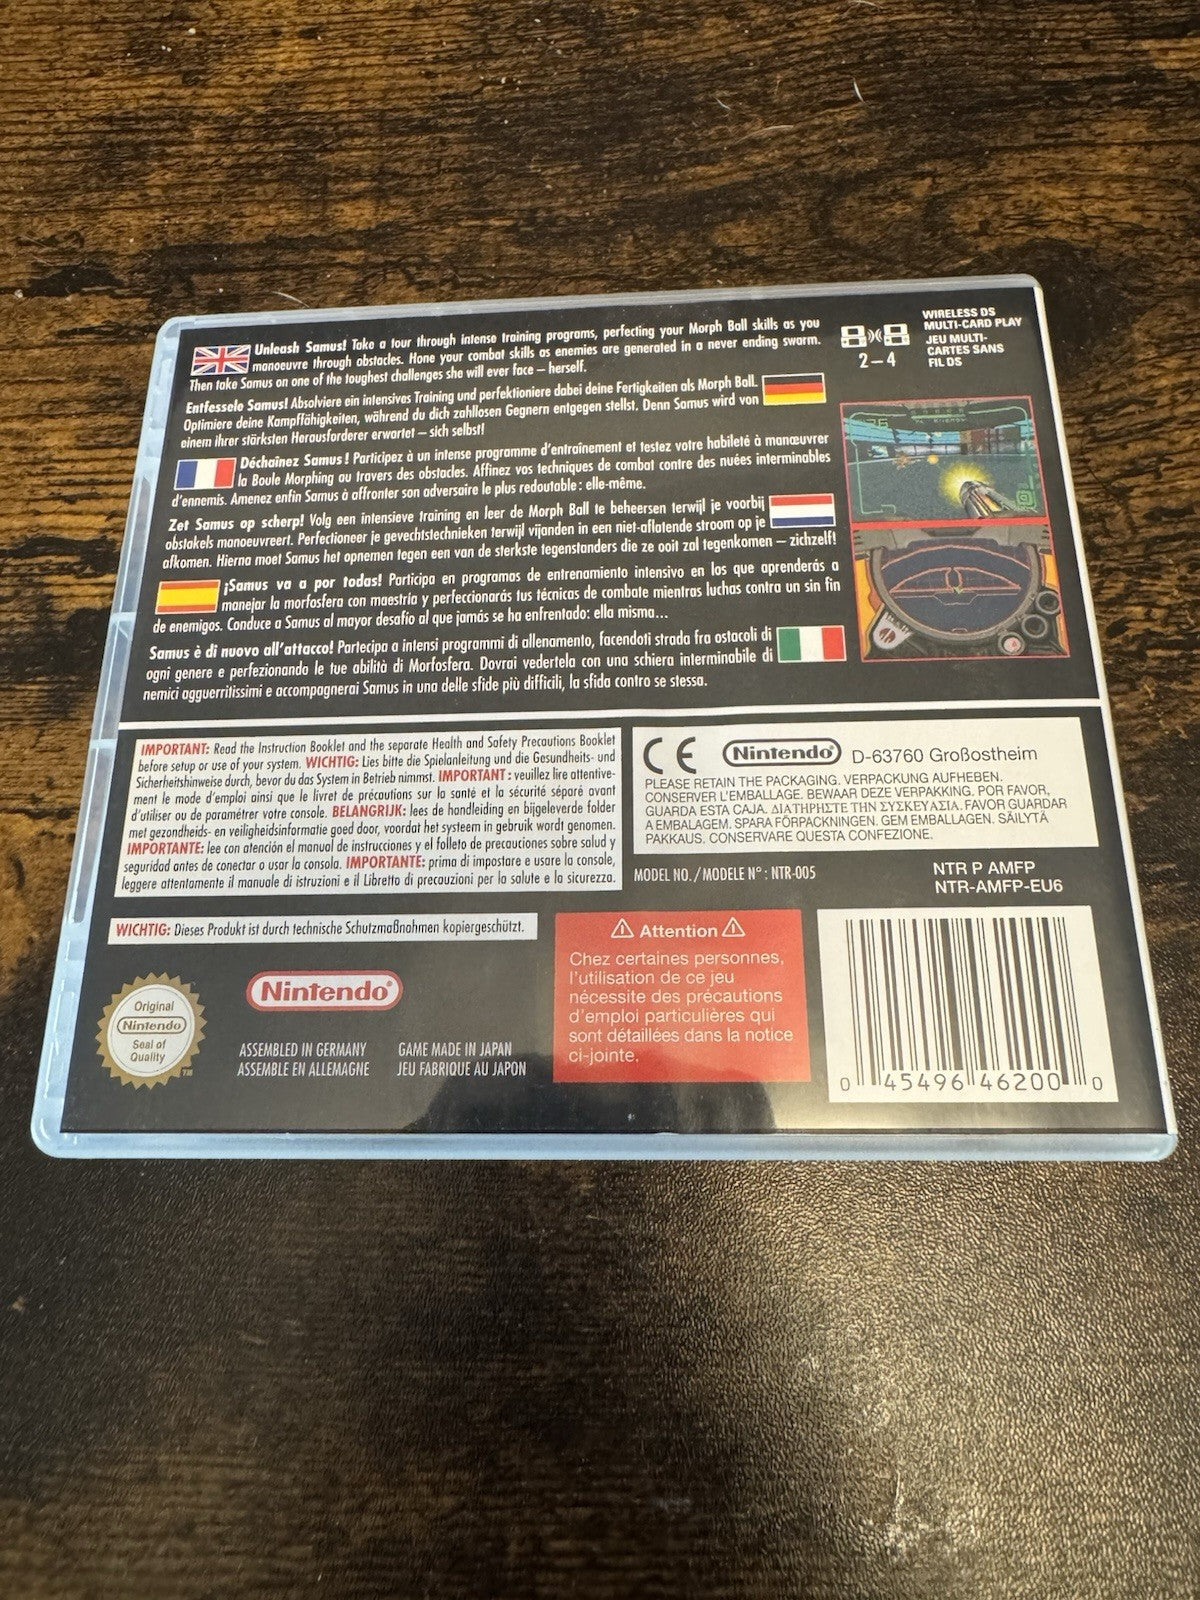 Unleash Samus! Take a tour through intense training programs, perfecting your Morph Ball skills as you
manoeuvre through obstacles. Hone your combat skills as enemies are generated in a never ending swarm.
Then take Samus on one of the toughest challenges she will ever face – herself.
Entfessele Samus! Absolviere ein intensives Training und perfektioniere dabei deine Fertigkeiten als Morph Ball.
Optimiere deine Kampffähigkeiten, während du dich zahllosen Gegnern entgegen stellst. Denn Samus wird von
einem ihrer stärksten Herausforderer erwartet – sich selbst!
Déchaînez Samus ! Participez à un intense programme d'entraînement et testez votre habileté à manœuvrer
la Boule Morphing au travers des obstacles. Affinez vos techniques de combat contre des nuées interminables
d'ennemis. Amenez enfin Samus à affronter son adversaire le plus redoutable : elle-même.
Zet Samus op scherp! Volg een intensieve training en leer de Morph Ball te beheersen terwijl je voorbij
obstakels manoeuvreert. Perfectioneer je gevechtstechnieken terwijl vijanden in een niet-aflatende stroom op je
afkomen. Hierna moet Samus het opnemen tegen een van de sterkste tegenstanders die ze ooit zal tegenkomen – zichzelf!
¡Samus va a por todas! Participa en programas de entrenamiento intensivo en los que aprenderás a
manejar la morfosfera con maestría y perfeccionarás tus técnicas de combate mientras luchas contra un sin fin
de enemigos. Conduce a Samus al mayor desafío al que jamás se ha enfrentado: ella misma...
Samus è di nuovo all'attacco! Partecipa a intensi programmi di allenamento, facendoti strada fra ostacoli di
ogni genere e perfezionando le tue abilità di Morfosfera. Dovrai vedertela con una schiera interminabile di
nemici agguerritissimi e accompagnerai Samus in una delle sfide più difficili, la sfida contro se stessa.
WIRELESS DS
MULTI-CARD PLAY
JEU MULTI-
CARTES SANS
FIL DS
2 – 4
IMPORTANT: Read the Instruction Booklet and the separate Health and Safety Precautions Booklet
before setup or use of your system. WICHTIG: Lies bitte die Spielanleitung und die Gesundheits- und
Sicherheitshinweise durch, bevor du das System in Betrieb nimmst. IMPORTANT : veuillez lire attentive-
ment le mode d'emploi ainsi que le livret de précautions sur la santé et la sécurité séparé avant
d'utiliser ou de paramétrer votre console. BELANGRIJK: lees de handleiding en bijgeleverde folder
met gezondheids- en veiligheidsinformatie goed door, voordat het systeem in gebruik wordt genomen.
IMPORTANTE: lee con atención el manual de instrucciones y el folleto de precauciones sobre salud y
seguridad antes de conectar o usar la consola. IMPORTANTE: prima di impostare e usare la console,
leggere attentamente il manuale di istruzioni e il Libretto di precauzioni per la salute e la sicurezza.
CE Nintendo® D-63760 Großostheim
PLEASE RETAIN THE PACKAGING. VERPACKUNG AUFHEBEN.
CONSERVER L'EMBALLAGE. BEWAAR DEZE VERPAKKING. POR FAVOR,
GUARDA ESTA CAJA. ΔΙΑΤΗΡΗΣΤΕ ΤΗΝ ΣΥΣΚΕΥΑΣΙΑ. FAVOR GUARDAR
A EMBALAGEM. SPARA FÖRPACKNINGEN. GEM EMBALLAGEN. SÄILYTÄ
PAKKAUS. CONSERVARE QUESTA CONFEZIONE.
MODEL NO./MODELE N° : NTR-005
NTR P AMFP
NTR-AMFP-EU6
WICHTIG: Dieses Produkt ist durch technische Schutzmaßnahmen kopiergeschützt.
Original
Nintendo
Seal of
Quality
TM
Nintendo®
ASSEMBLED IN GERMANY
ASSEMBLE EN ALLEMAGNE
GAME MADE IN JAPAN
JEU FABRIQUE AU JAPON
Attention
Chez certaines personnes,
l'utilisation de ce jeu
nécessite des précautions
d'emploi particulières qui
sont détaillées dans la notice
ci-jointe.
0 45496 46200 0